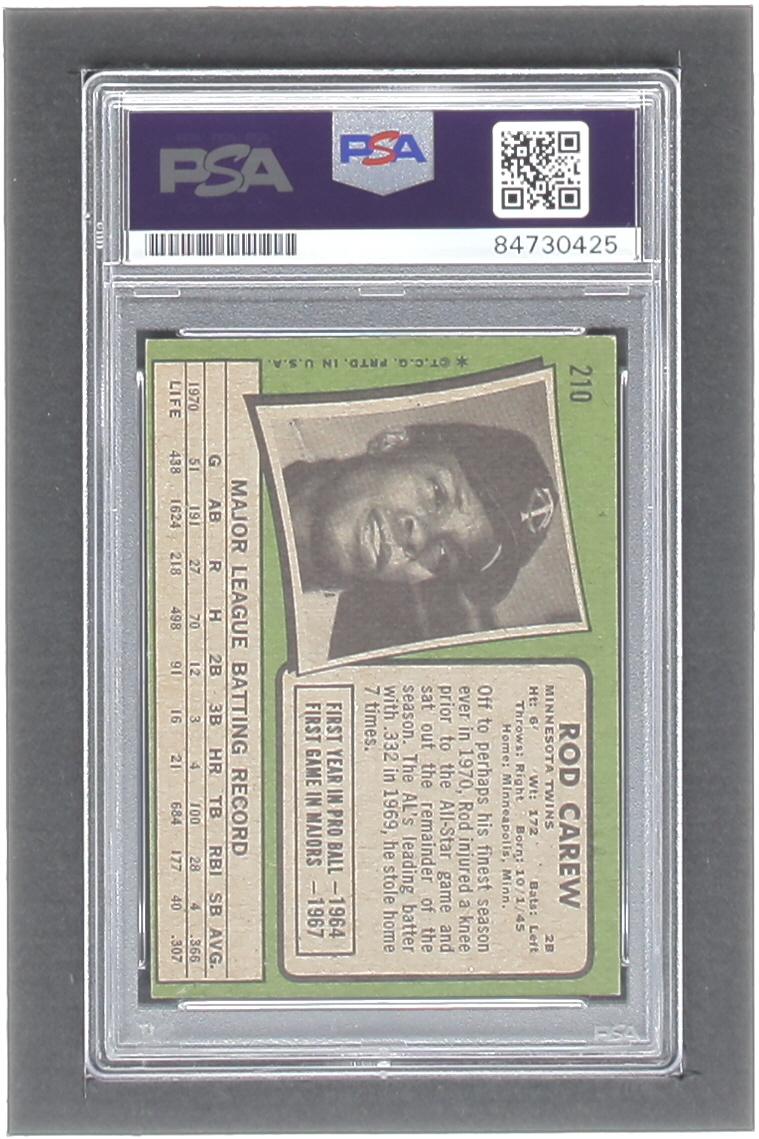 PSA
PSA
84730425
210
*©T.C.G. PRTD. IN U.S.A.
ROD CAREW
MINNESOTA TWINS 2B
Ht: 6' Wt: 172 Bats: Left
Throws: Right Born: 10/1/45
Home: Minneapolis, Minn.
Off to perhaps his finest season
ever in 1970, Rod injured a knee
prior to the All-Star game and
sat out the remainder of the
season. The AL's leading batter
with .332 in 1969, he stole home
7 times.
FIRST YEAR IN PRO BALL —1964
FIRST GAME IN MAJORS —1967
MAJOR LEAGUE BATTING RECORD
G AB R H 2B 3B HR TB RBI SB AVG.
1970 51 191 27 70 12 3 4 100 28 4 .366
LIFE 438 1624 218 498 91 16 21 684 177 40 .307
PSA